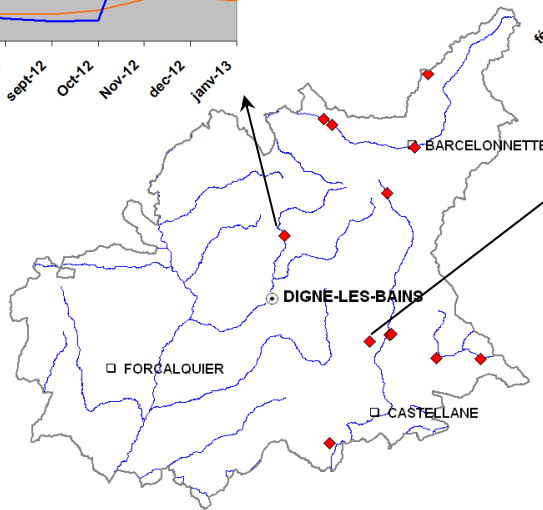 sept-12
Oct-12
Nov-12
dec-12
janv-13
BARCELONNETTE
DIGNE-LES-BAINS
FORCALQUIER
CASTELLANE